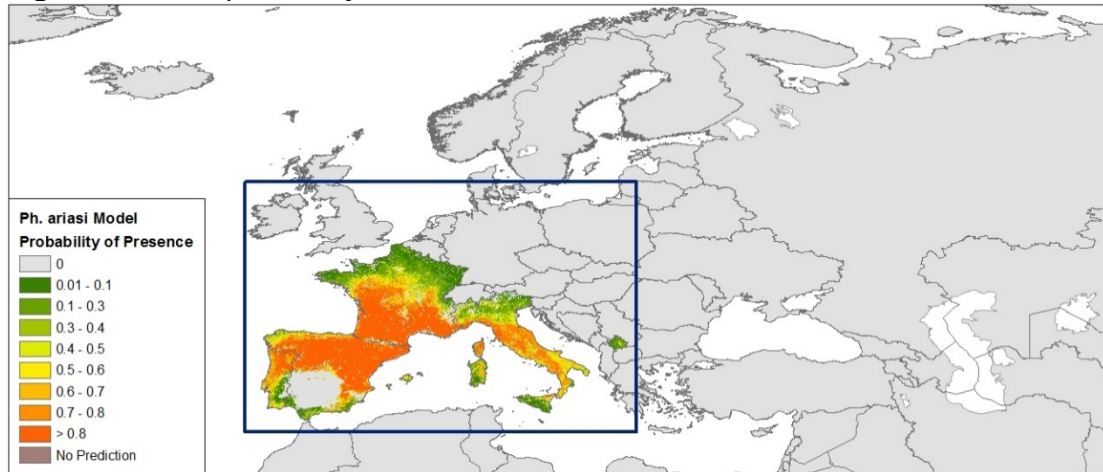 Ph. ariasi Model
Probability of Presence
0
0.01 - 0.1
0.1 - 0.3
0.3 - 0.4
0.4 - 0.5
0.5 - 0.6
0.6 - 0.7
0.7 - 0.8
> 0.8
No Prediction